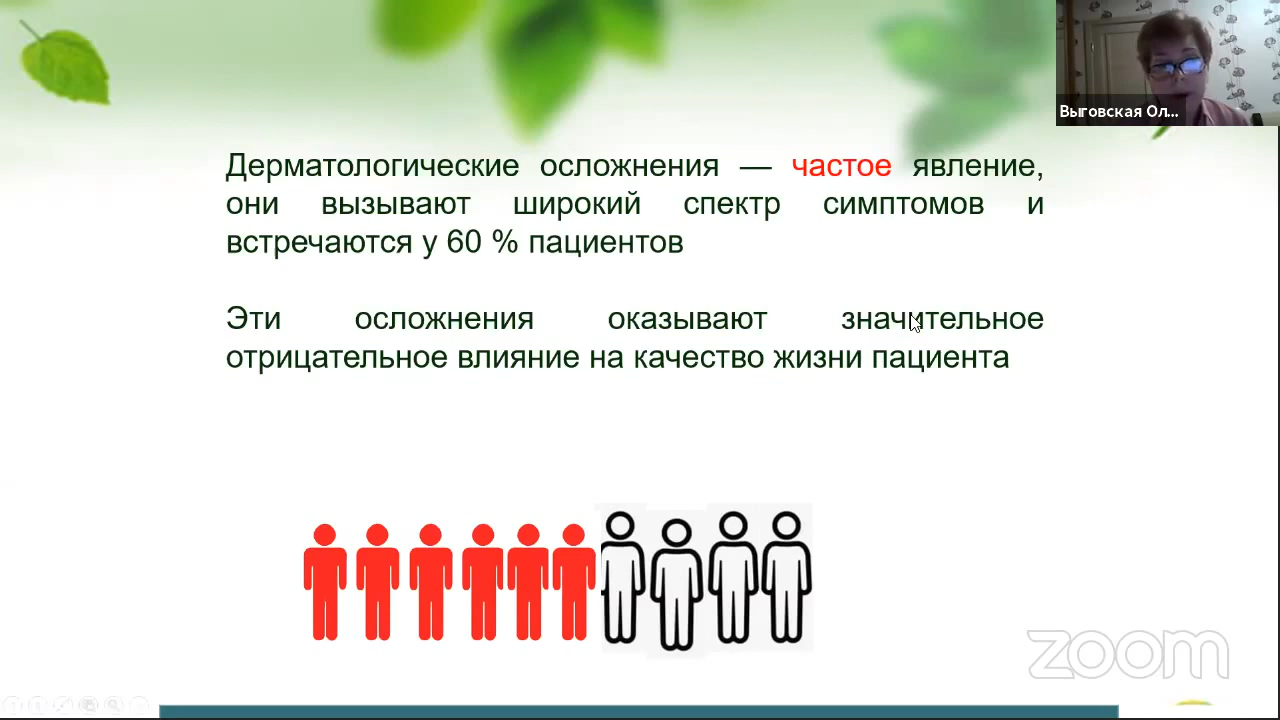 Выговская Ол...
Дерматологические осложнения — частое явление,
они вызывают широкий спектр симптомов и
встречаются у 60 % пациентов
Эти осложнения оказывают значительное
отрицательное влияние на качество жизни пациента
zoom